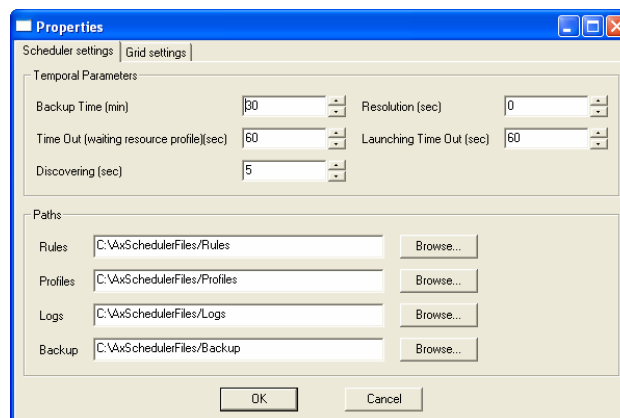 Properties
Scheduler settings Grid settings
Temporal Parameters
Backup Time (min) 30 Resolution (sec) 0
Time Out (waiting resource profile)(sec) 60 Launching Time Out (sec) 60
Discovering (sec) 5
Paths
Rules C:\AxSchedulerFiles/Rules Browse...
Profiles C:\AxSchedulerFiles/Profiles Browse...
Logs C:\AxSchedulerFiles/Logs Browse...
Backup C:\AxSchedulerFiles/Backup Browse...
OK Cancel